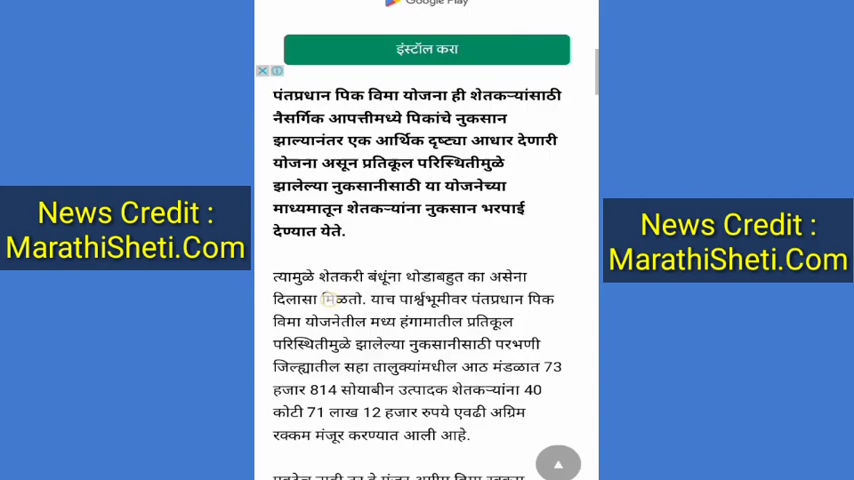 Google Play
इंस्टॉल करा
पंतप्रधान पिक विमा योजना ही शेतकऱ्यांसाठी
नैसर्गिक आपत्तीमध्ये पिकांचे नुकसान
झाल्यानंतर एक आर्थिक दृष्ट्या आधार देणारी
योजना असून प्रतिकूल परिस्थितीमुळे
झालेल्या नुकसानीसाठी या योजनेच्या
माध्यमातून शेतकऱ्यांना नुकसान भरपाई
देण्यात येते.
त्यामुळे शेतकरी बंधूंना थोडाबहुत का असेना
दिलासा मिळतो. याच पार्श्वभूमीवर पंतप्रधान पिक
विमा योजनेतील मध्य हंगामातील प्रतिकूल
परिस्थितीमुळे झालेल्या नुकसानीसाठी परभणी
जिल्ह्यातील सहा तालुक्यांमधील आठ मंडळात 73
हजार 814 सोयाबीन उत्पादक शेतकऱ्यांना 40
कोटी 71 लाख 12 हजार रुपये एवढी अग्रिम
रक्कम मंजूर करण्यात आली आहे.
News Credit :
MarathiSheti.Com
News Credit :
MarathiSheti.Com